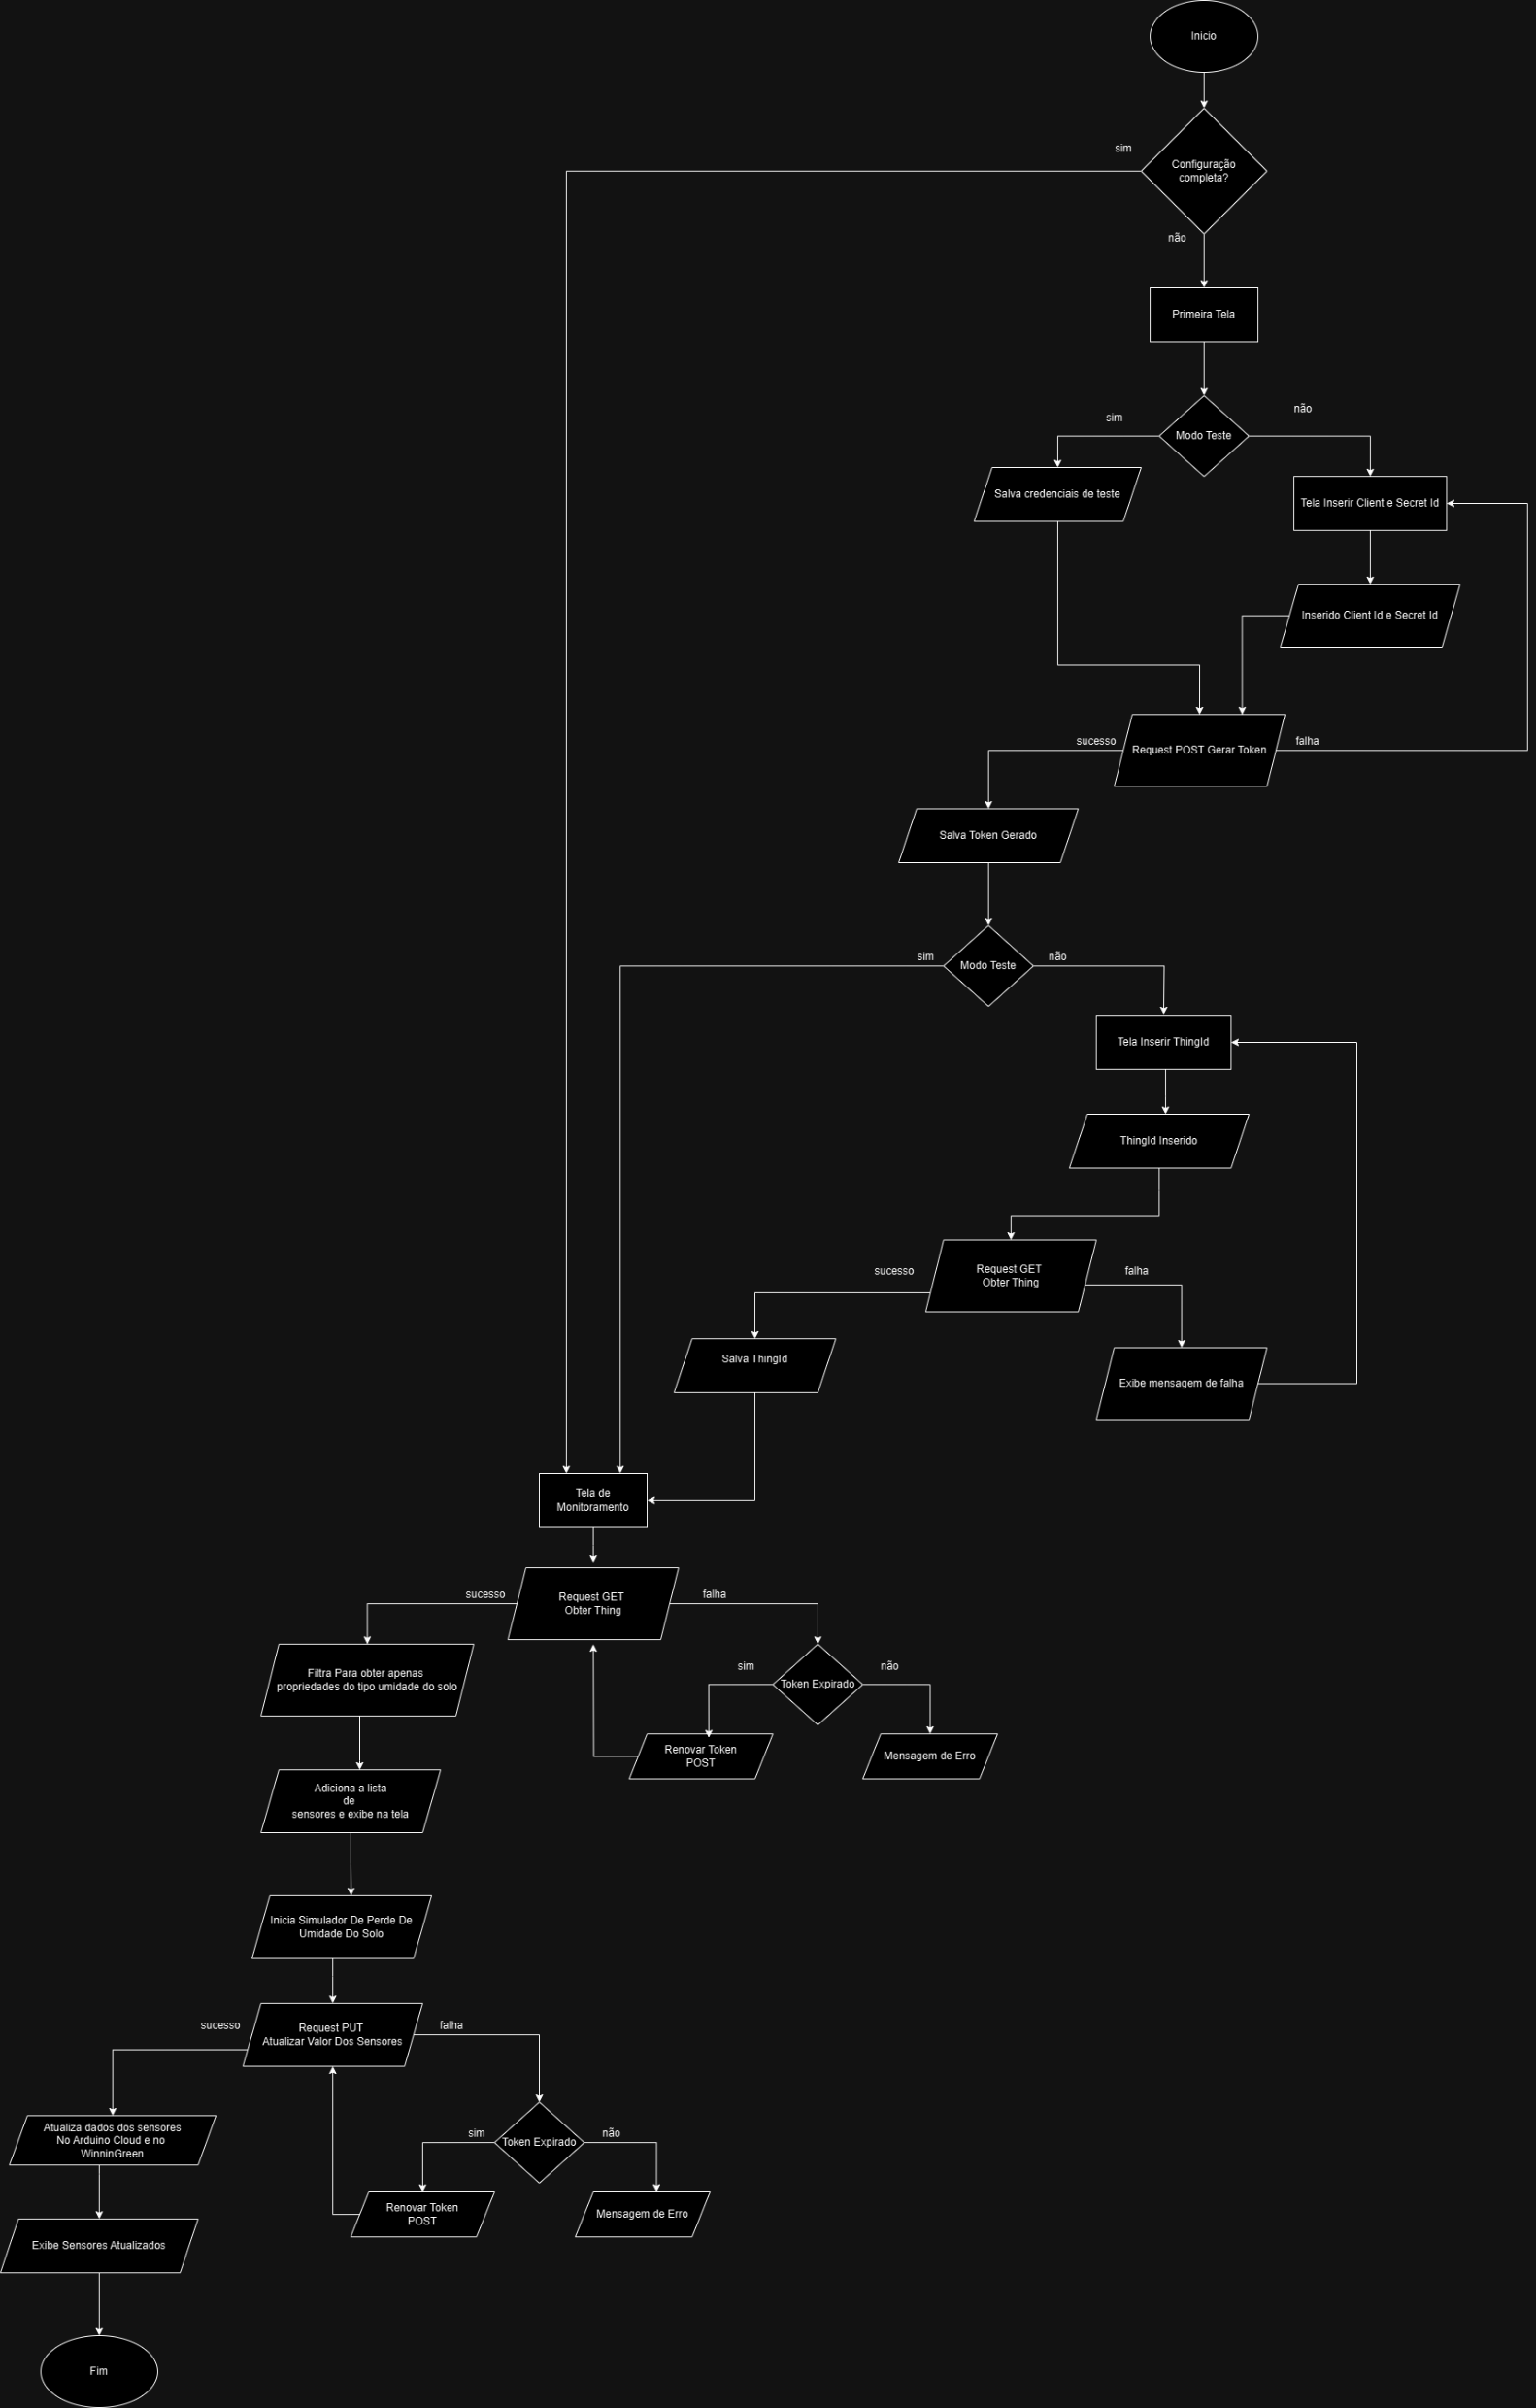 Inicio
sim
Configuração
completa?
não
Primeira Tela
sim
Modo Teste
não
Salva credenciais de teste
Tela Inserir Client e Secret Id
Inserido Client Id e Secret Id
sucesso
Request POST Gerar Token
falha
Salva Token Gerado
sim
Modo Teste
não
Tela Inserir ThingId
ThingId Inserido
sucesso
Request GET
Obter Thing
falha
Salva ThingId
Exibe mensagem de falha
Tela de
Monitoramento
sucesso
Request GET
Obter Thing
falha
Filtra Para obter apenas
propriedades do tipo umidade do solo
sim
Token Expirado
não
Renovar Token
POST
Mensagem de Erro
Adiciona a lista
de
sensores e exibe na tela
Inicia Simulador De Perde De
Umidade Do Solo
sucesso
Request PUT
Atualizar Valor Dos Sensores
falha
Atualiza dados dos sensores
No Arduino Cloud e no
WinninGreen
sim
Token Expirado
não
Renovar Token
POST
Mensagem de Erro
Exibe Sensores Atualizados
Fim